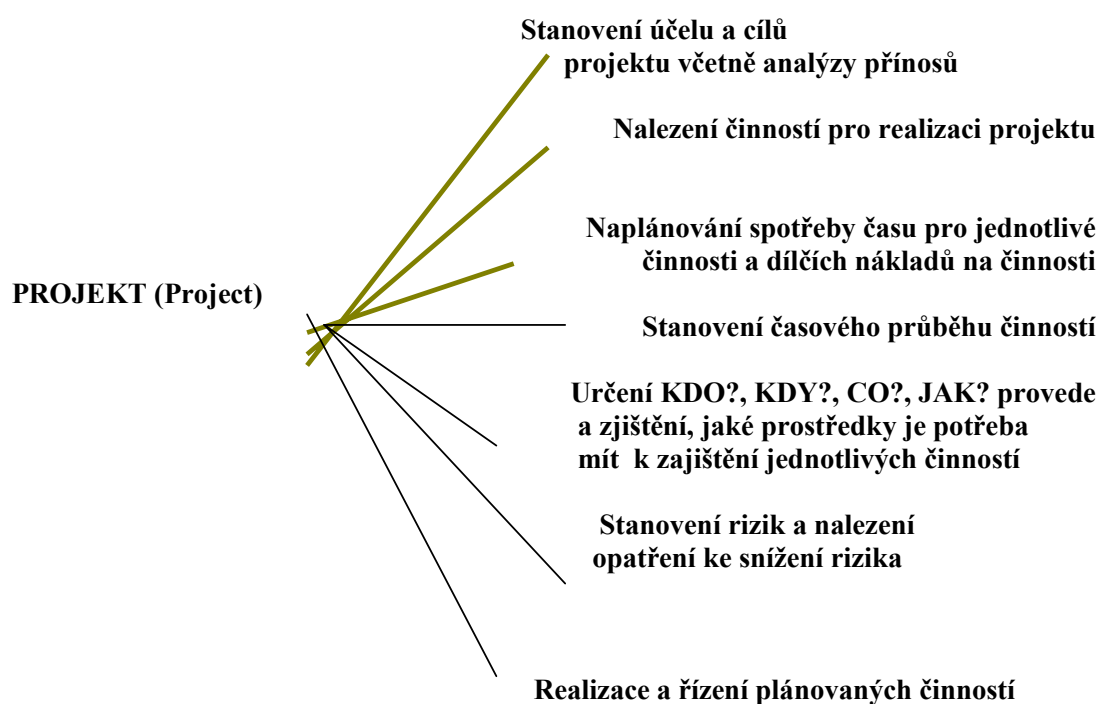 Stanovení účelu a cílů
projektu včetně analýzy přínosů
Nalezení činností pro realizaci projektu
Naplánování spotřeby času pro jednotlivé
činnosti a dílčích nákladů na činnosti
PROJEKT (Project)
Stanovení časového průběhu činností
Určení KDO?, KDY?, CO?, JAK? provede
a zjištění, jaké prostředky je potřeba
mít k zajištění jednotlivých činností
Stanovení rizik a nalezení
opatření ke snížení rizika
Realizace a řízení plánovaných činností